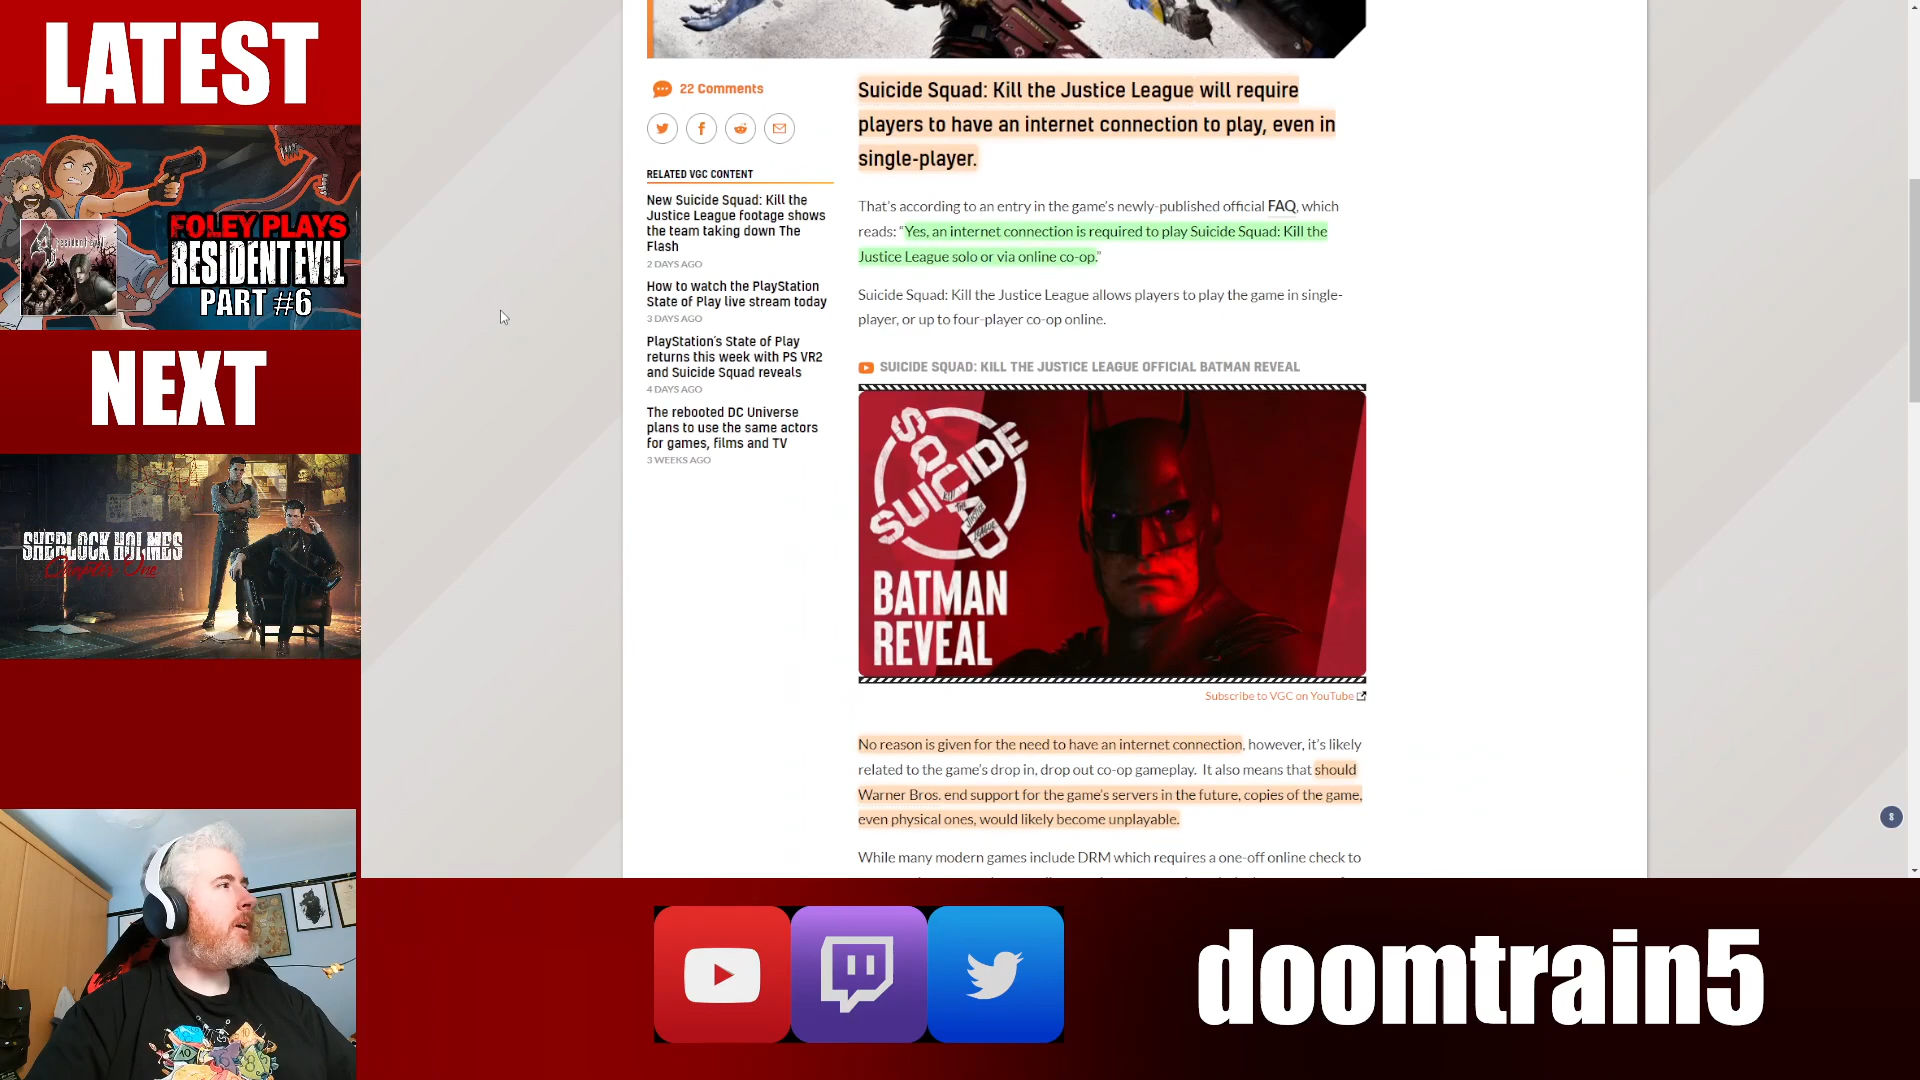 LATEST
FOLEY PLAYS
RESIDENT EVIL
PART #6
resident evil
NEXT
SHERLOCK HOLMES
Chapter One
22 Comments
RELATED VGC CONTENT
New Suicide Squad: Kill the
Justice League footage shows
the team taking down The
Flash
2 DAYS AGO
How to watch the PlayStation
State of Play live stream today
3 DAYS AGO
PlayStation’s State of Play
returns this week with PS VR2
and Suicide Squad reveals
4 DAYS AGO
The rebooted DC Universe
plans to use the same actors
for games, films and TV
3 WEEKS AGO
Suicide Squad: Kill the Justice League will require
players to have an internet connection to play, even in
single-player.
That’s according to an entry in the game’s newly-published official FAQ, which
reads: “Yes, an internet connection is required to play Suicide Squad: Kill the
Justice League solo or via online co-op.”
Suicide Squad: Kill the Justice League allows players to play the game in single-
player, or up to four-player co-op online.
SUICIDE SQUAD: KILL THE JUSTICE LEAGUE OFFICIAL BATMAN REVEAL
SUICIDE
SQUAD
KILL
THE
JUSTICE
LEAGUE
BATMAN
REVEAL
Subscribe to VGC on YouTube
No reason is given for the need to have an internet connection, however, it’s likely
related to the game’s drop in, drop out co-op gameplay. It also means that should
Warner Bros. end support for the game’s servers in the future, copies of the game,
even physical ones, would likely become unplayable.
While many modern games include DRM which requires a one-off online check to
8
doomtrain5